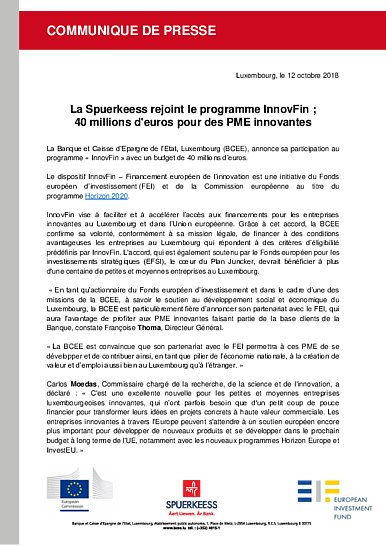 COMMUNIQUE DE PRESSE
Luxembourg, le 12 octobre 2018
La Spuerkeess rejoint le programme InnovFin ;
40 millions d'euros pour des PME innovantes
La Banque et Caisse d'Epargne de l'Etat, Luxembourg (BCEE), annonce sa participation au
programme « InnovFin » avec un budget de 40 millions d'euros.
Le dispositif InnovFin – Financement européen de l'innovation est une initiative du Fonds
européen d'investissement (FEI) et de la Commission européenne au titre du
programme Horizon 2020.
InnovFin vise à faciliter et à accélérer l'accès aux financements pour les entreprises
innovantes au Luxembourg et dans l'Union européenne. Grâce à cet accord, la BCEE
confirme sa volonté, conformément à sa mission légale, de financer à des conditions
avantageuses les entreprises au Luxembourg qui répondent à des critères d'éligibilité
prédéfinis par InnovFin. L'accord, qui est également soutenu par le Fonds européen pour les
investissements stratégiques (EFSI), le cœur du Plan Juncker, devrait bénéficier à plus
d'une centaine de petites et moyennes entreprises au Luxembourg.
« En tant qu'actionnaire du Fonds européen d'investissement et dans le cadre d'une des
missions de la BCEE, à savoir le soutien au développement social et économique du
Luxembourg, la BCEE est particulièrement fière d'annoncer son partenariat avec le FEI, qui
aura l'avantage de profiter aux PME innovantes faisant partie de la base clients de la
Banque, constate Françoise Thoma, Directeur Général.
« La BCEE est convaincue que son partenariat avec le FEI permettra à ces PME de se
développer et de contribuer ainsi, en tant que pilier de l'économie nationale, à la création de
valeur et d'emploi aussi bien au Luxembourg qu'à l'étranger. »
Carlos Moedas, Commissaire chargé de la recherche, de la science et de l'innovation, a
déclaré : « C'est une excellente nouvelle pour les petites et moyennes entreprises
luxembourgeoises innovantes, qui n'ont parfois besoin que d'un petit coup de pouce
financier pour transformer leurs idées en projets concrets à haute valeur commerciale. Les
entreprises innovantes à travers l'Europe peuvent s'attendre à un soutien européen encore
plus important pour développer de nouveaux produits et se développer dans le prochain
budget à long terme de l'UE, notamment avec les nouveaux programmes Horizon Europe et
InvestEU. »
European
Commission
SPUERKEESS
Äert Liewen. Är Bank.
EIF
EUROPEAN
INVESTMENT
FUND
Banque et Caisse d'Epargne de l'Etat, Luxembourg, établissement public autonome, 1, Place de Metz, L-2954 Luxembourg, R.C.S. Luxembourg B 30775
www.bcee.lu tél. : (+352) 4015-1